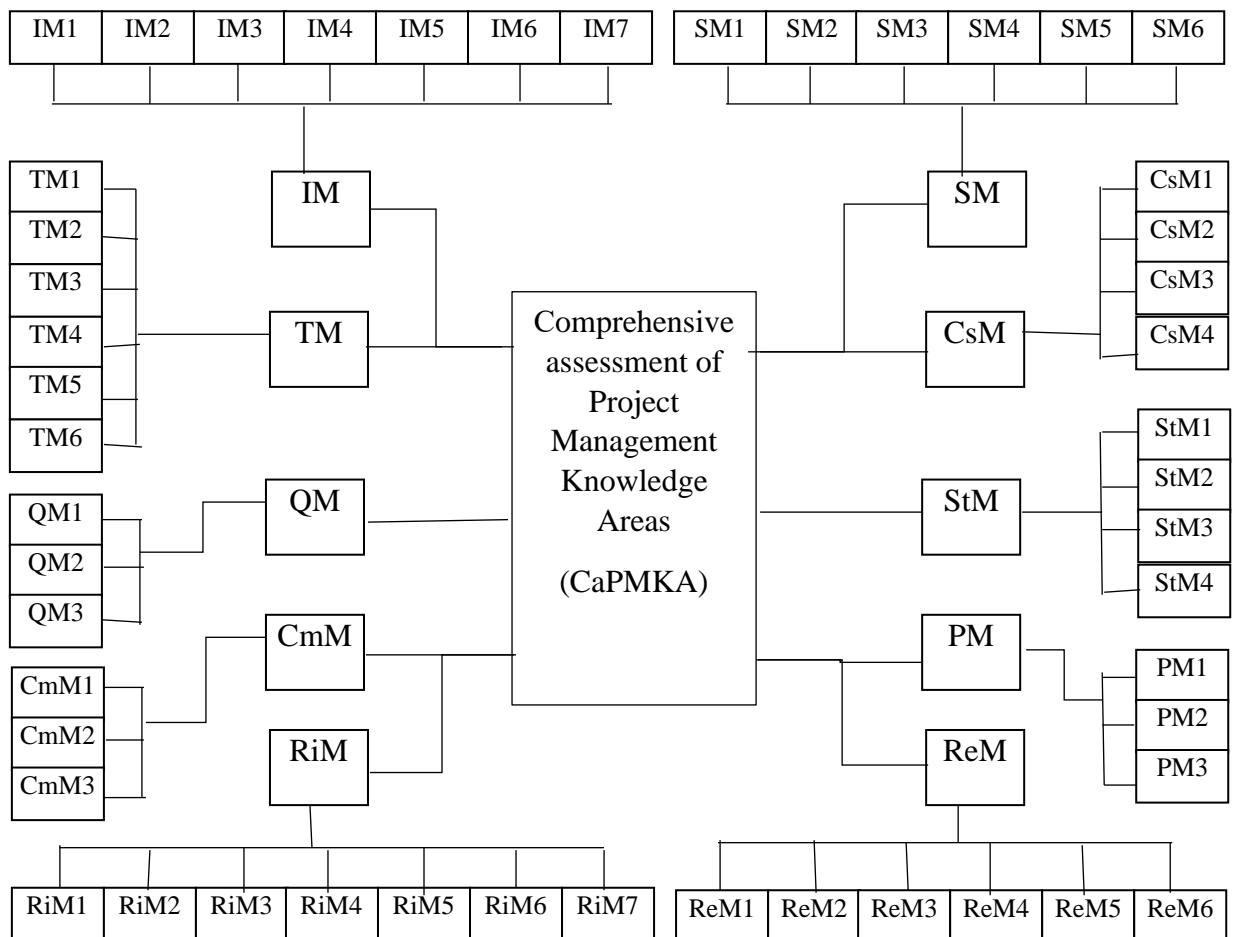 IM1 IM2 IM3 IM4 IM5 IM6 IM7
SM1 SM2 SM3 SM4 SM5 SM6
TM1
TM2
TM3
TM4
TM5
TM6
IM
SM
CsM1
CsM2
CsM3
CsM4
TM
Comprehensive
assessment of
Project
Management
Knowledge
Areas
(CaPMKA)
CsM
QM1
QM2
QM3
QM
StM
StM1
StM2
StM3
StM4
CmM
PM
CmM1
CmM2
CmM3
PM1
PM2
PM3
RiM
ReM
RiM1 RiM2 RiM3 RiM4 RiM5 RiM6 RiM7
ReM1 ReM2 ReM3 ReM4 ReM5 ReM6